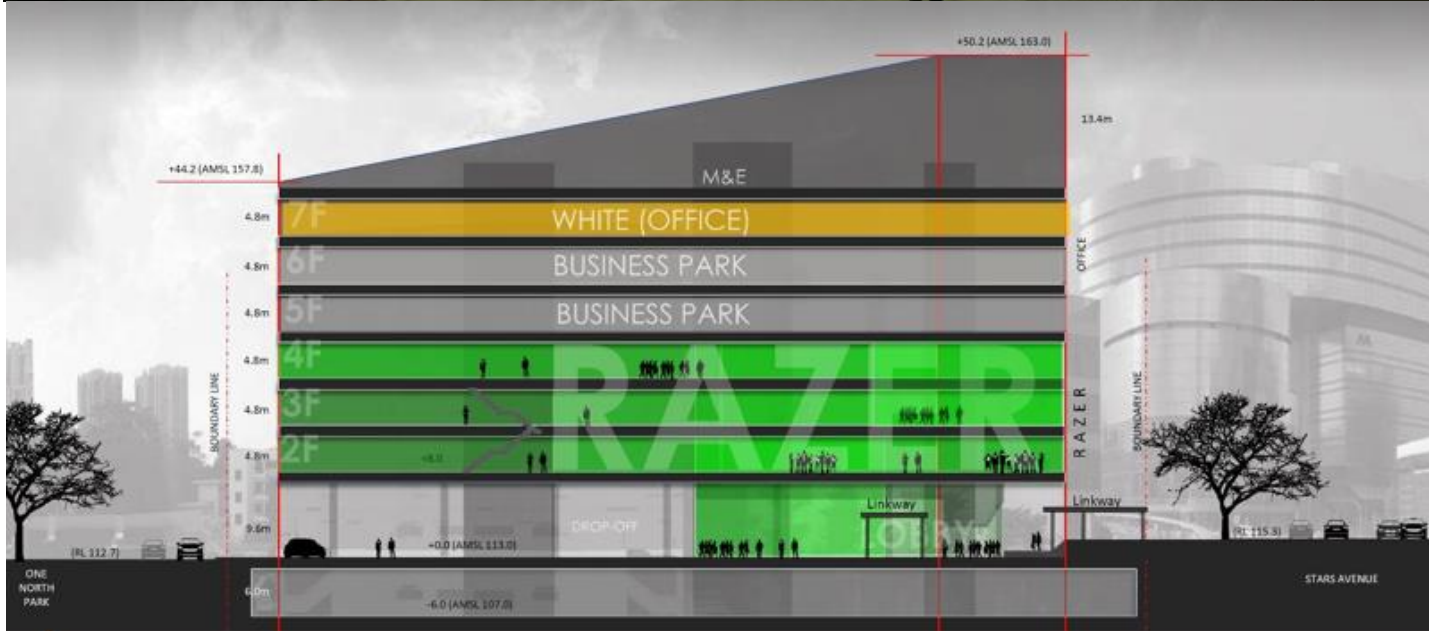 +50.2 (AMSL 163.0)
13.4m
+44.2 (AMSL 157.8)
M&E
4.8m
7F
WHITE (OFFICE)
4.8m
6F
BUSINESS PARK
OFFICE
4.8m
5F
BUSINESS PARK
4.8m
4F
RAZER
4.8m
3F
4.8m
2F
+8.0
BOUNDARY LINE
RAZER
BOUNDARY LINE
Linkway
Linkway
9.6m
DROP-OFF
LOBBY
(RL 112.7)
+0.0 (AMSL 113.0)
(RL 115.3)
ONE
NORTH
PARK
6.0m
-6.0 (AMSL 107.0)
STARS AVENUE